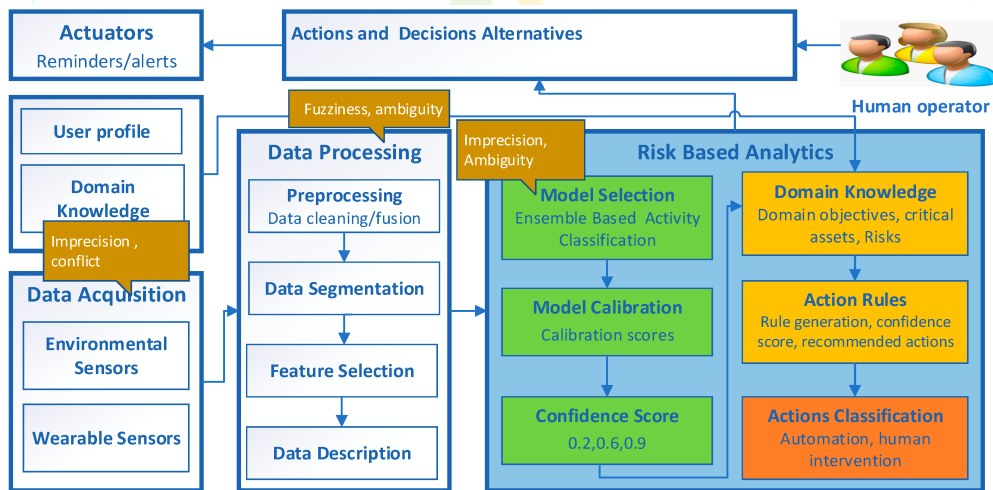 Actuators
Reminders/alerts
Actions and Decisions Alternatives
Human operator
User profile
Domain
Knowledge
Imprecision ,
conflict
Data Acquisition
Environmental
Sensors
Wearable Sensors
Fuzziness, ambiguity
Data Processing
Preprocessing
Data cleaning/fusion
Data Segmentation
Feature Selection
Data Description
Imprecision,
Ambiguity
Risk Based Analytics
Model Selection
Ensemble Based Activity
Classification
Model Calibration
Calibration scores
Confidence Score
0.2,0.6,0.9
Domain Knowledge
Domain objectives, critical
assets, Risks
Action Rules
Rule generation, confidence
score, recommended actions
Actions Classification
Automation, human
intervention